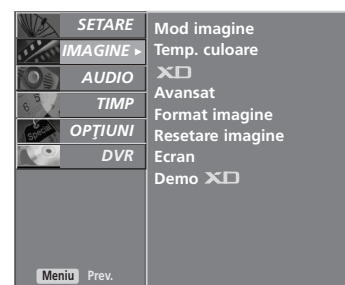 SETARE
IMAGINE ►
AUDIO
TIMP
Special
OPŢIUNI
DVR
Meniu Prev.
Mod imagine
Temp. culoare
XD
Avansat
Format imagine
Resetare imagine
Ecran
Demo XD